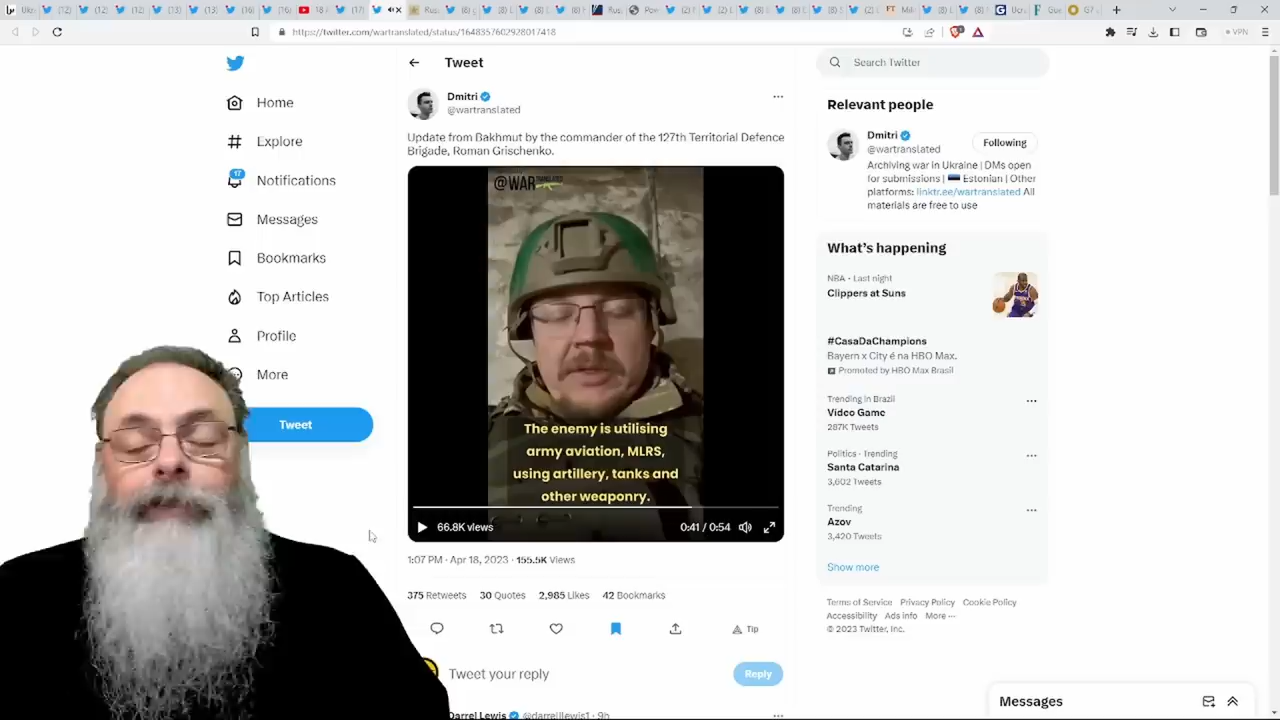 https://twitter.com/wartranslated/status/1648357602928017418
VPN
Home
Explore
17
Notifications
Messages
Bookmarks
Top Articles
Profile
More
Tweet
Tweet
Dmitri
@wartranslated
Update from Bakhmut by the commander of the 127th Territorial Defence
Brigade, Roman Grischenko.
@WAR TRANSLATED
The enemy is utilising
army aviation, MLRS,
using artillery, tanks and
other weaponry.
66.8K views
0:41 / 0:54
1:07 PM · Apr 18, 2023 · 155.5K Views
375 Retweets 30 Quotes 2,985 Likes 42 Bookmarks
Tip
Tweet your reply
Reply
Darrel Lewis @darrelllewis1 · 9h
Search Twitter
Relevant people
Dmitri
@wartranslated
Following
Archiving war in Ukraine | DMs open
for submissions | Estonian | Other
platforms: linktr.ee/wartranslated All
materials are free to use
What's happening
NBA · Last night
Clippers at Suns
#CasaDaChampions
Bayern x City é na HBO Max.
Promoted by HBO Max Brasil
Trending in Brazil
Video Game
287K Tweets
Politics · Trending
Santa Catarina
3,602 Tweets
Trending
Azov
3,420 Tweets
Show more
Terms of Service Privacy Policy Cookie Policy
Accessibility Ads info More ···
© 2023 Twitter, Inc.
Messages